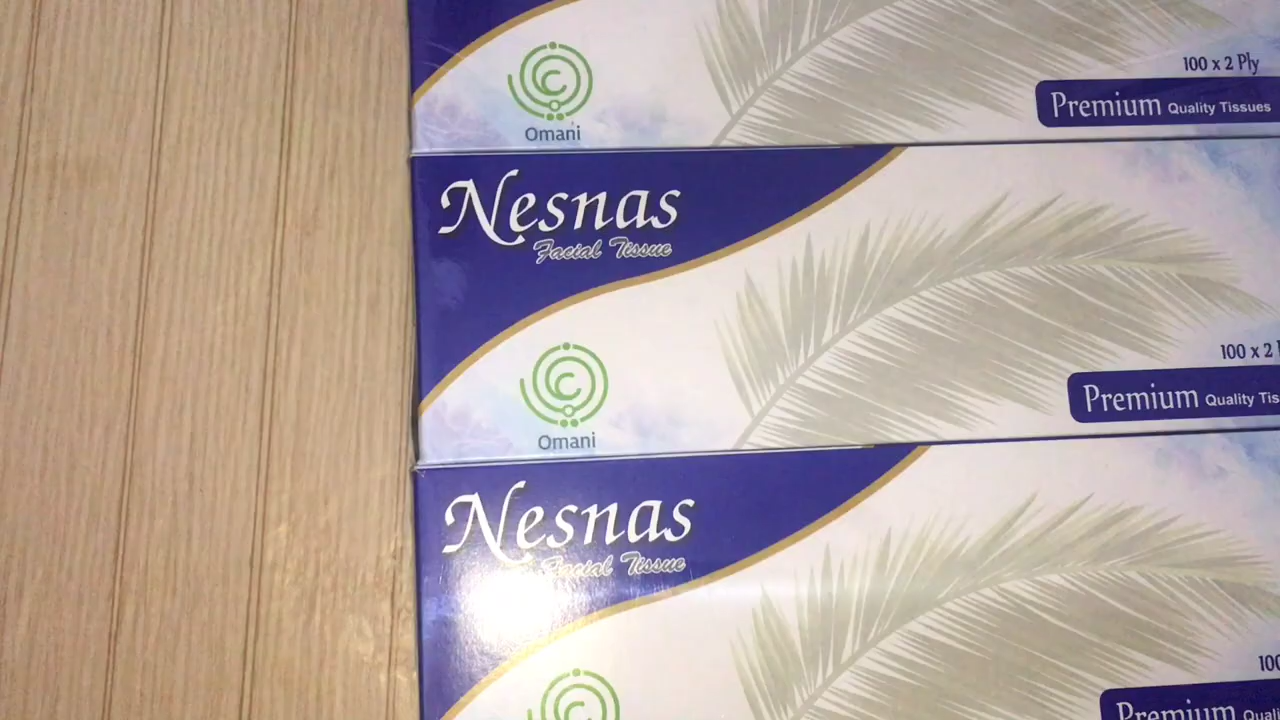 100 x 2 Ply
Premium Quality Tissues
Omani
Nesnas
Facial Tissue
100 x 2
Premium Quality Tis
Omani
Nesnas
Facial Tissue
100
Premium Quali